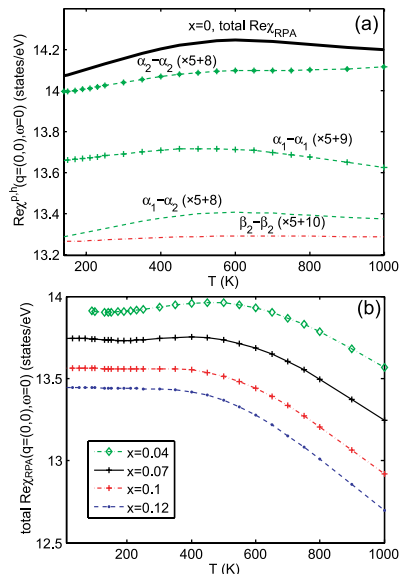 (a)
x=0, total Reχ_RPA
α₂−α₂ (×5+8)
α₁−α₁ (×5+9)
α₁−α₂ (×5+8)
β₂−β₂ (×5+10)
Reχ^{p,h}(q=(0,0),ω=0) (states/eV)
14.2
14
13.8
13.6
13.4
13.2
200 400 600 800 1000
T (K)
(b)
total Reχ_RPA(q=(0,0),ω=0) (states/eV)
14
13.5
13
12.5
x=0.04
x=0.07
x=0.1
x=0.12
200 400 600 800 1000
T (K)